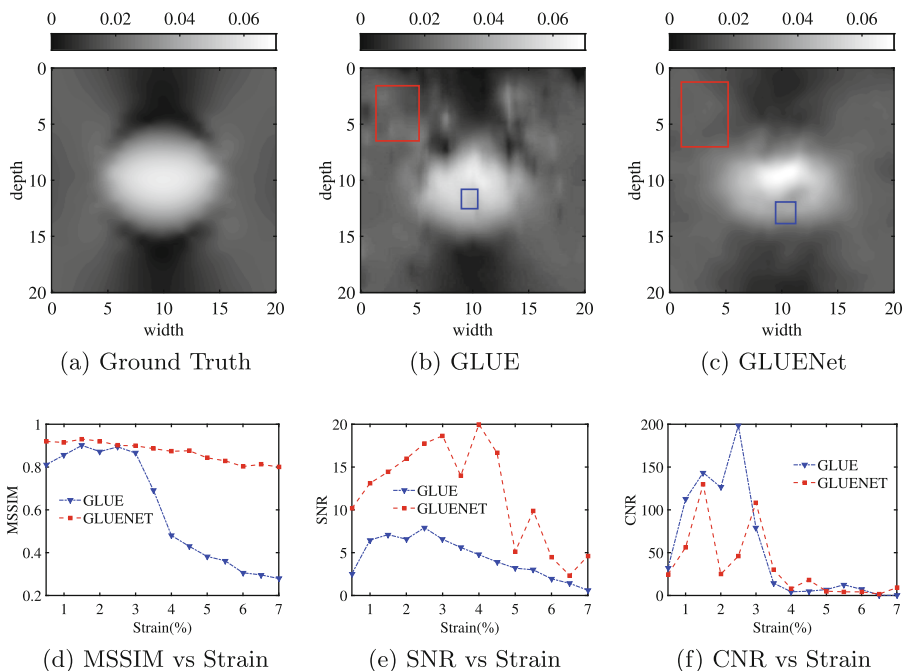 0 0.02 0.04 0.06
0 0.02 0.04 0.06
0 0.02 0.04 0.06
0
5
10
15
20
depth
0 5 10 15 20
width
0
5
10
15
20
depth
0 5 10 15 20
width
0
5
10
15
20
depth
0 5 10 15 20
width
(a) Ground Truth
(b) GLUE
(c) GLUENet
1
0.8
0.6
0.4
0.2
MSSIM
GLUE
GLUENET
1 2 3 4 5 6 7
Strain(%)
20
15
10
5
0
SNR
GLUE
GLUENET
1 2 3 4 5 6 7
Strain(%)
200
150
100
50
0
CNR
GLUE
GLUENET
1 2 3 4 5 6 7
Strain(%)
(d) MSSIM vs Strain
(e) SNR vs Strain
(f) CNR vs Strain